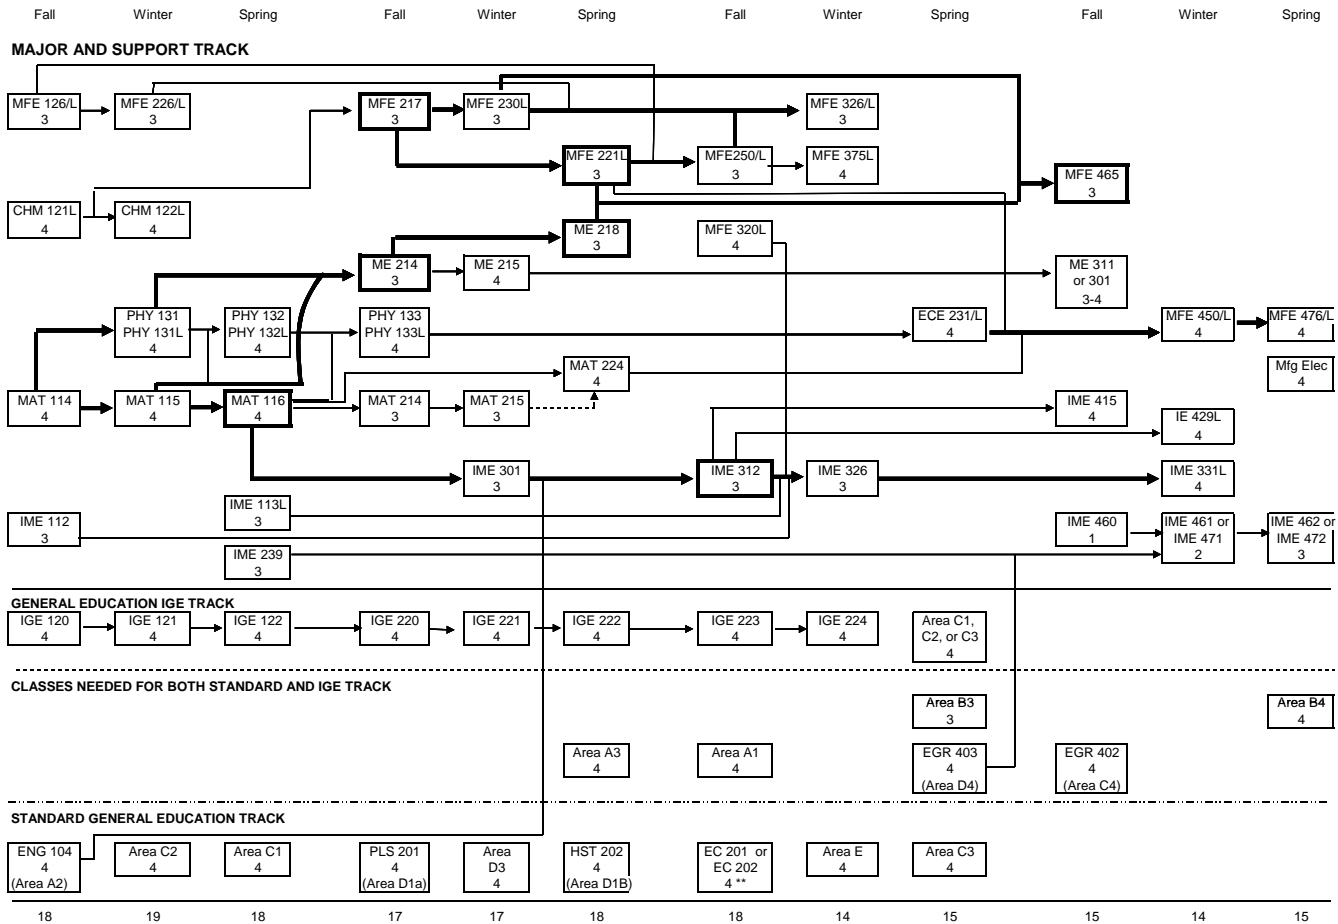 Fall Winter Spring Fall Winter Spring Fall Winter Spring Fall Winter Spring
MAJOR AND SUPPORT TRACK
MFE 126/L
3
MFE 226/L
3
MFE 217
3
MFE 230L
3
MFE 326/L
3
MFE 221L
3
MFE250/L
3
MFE 375L
4
MFE 465
3
CHM 121L
4
CHM 122L
4
ME 218
3
MFE 320L
4
ME 214
3
ME 215
4
ME 311
or 301
3-4
PHY 131
PHY 131L
4
PHY 132
PHY 132L
4
PHY 133
PHY 133L
4
ECE 231/L
4
MFE 450/L
4
MFE 476/L
4
MAT 224
4
Mfg Elec
4
MAT 114
4
MAT 115
4
MAT 116
4
MAT 214
3
MAT 215
3
IME 415
4
IE 429L
4
IME 301
3
IME 312
3
IME 326
3
IME 331L
4
IME 113L
3
IME 112
3
IME 460
1
IME 461 or
IME 471
2
IME 462 or
IME 472
3
IME 239
3
GENERAL EDUCATION IGE TRACK
IGE 120
4
IGE 121
4
IGE 122
4
IGE 220
4
IGE 221
4
IGE 222
4
IGE 223
4
IGE 224
4
Area C1,
C2, or C3
4
CLASSES NEEDED FOR BOTH STANDARD AND IGE TRACK
Area B3
3
Area B4
4
Area A3
4
Area A1
4
EGR 403
4
(Area D4)
EGR 402
4
(Area C4)
STANDARD GENERAL EDUCATION TRACK
ENG 104
4
(Area A2)
Area C2
4
Area C1
4
PLS 201
4
(Area D1a)
Area
D3
4
HST 202
4
(Area D1B)
EC 201 or
EC 202
4 **
Area E
4
Area C3
4
18 19 18 17 17 18 18 14 15 15 14 15